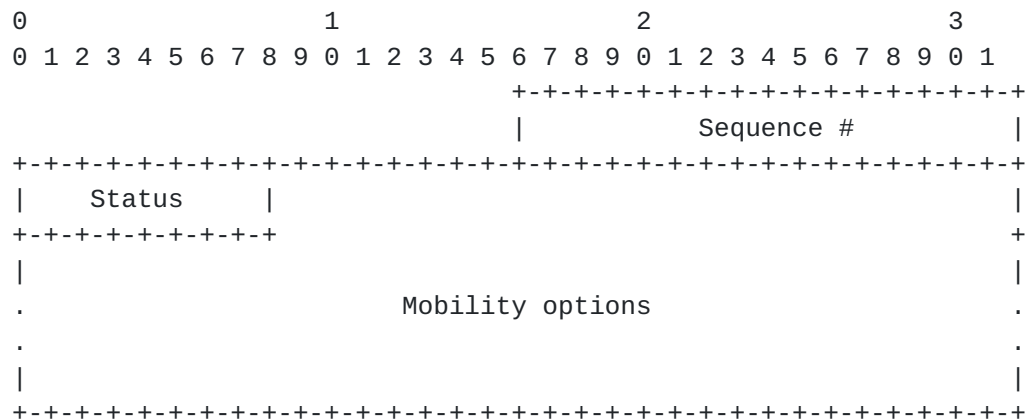 0                   1                   2                   3
0 1 2 3 4 5 6 7 8 9 0 1 2 3 4 5 6 7 8 9 0 1 2 3 4 5 6 7 8 9 0 1
                                +-+-+-+-+-+-+-+-+-+-+-+-+-+-+-+-+
                                |           Sequence #          |
+-+-+-+-+-+-+-+-+-+-+-+-+-+-+-+-+-+-+-+-+-+-+-+-+-+-+-+-+-+-+-+-+
|    Status     |                                               |
+-+-+-+-+-+-+-+-+                                               +
|                                                               |
.                        Mobility options                       .
.                                                               .
|                                                               |
+-+-+-+-+-+-+-+-+-+-+-+-+-+-+-+-+-+-+-+-+-+-+-+-+-+-+-+-+-+-+-+-+